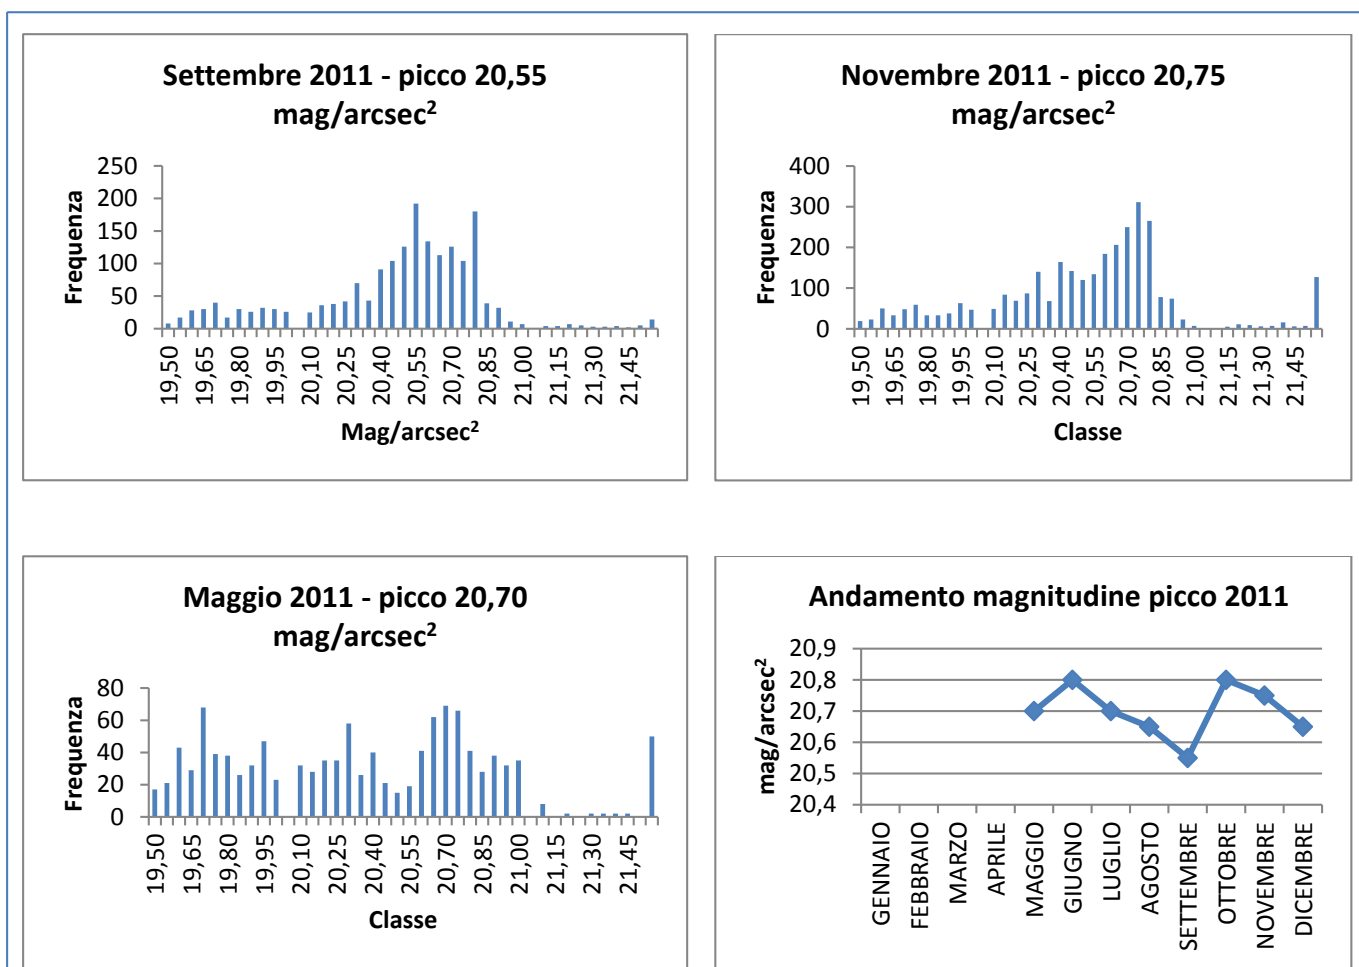 Settembre 2011 - picco 20,55
mag/arcsec²
Frequenza
250
200
150
100
50
0
19,50
19,65
19,80
19,95
20,10
20,25
20,40
20,55
20,70
20,85
21,00
21,15
21,30
21,45
Mag/arcsec²
Novembre 2011 - picco 20,75
mag/arcsec²
Frequenza
400
300
200
100
0
19,50
19,65
19,80
19,95
20,10
20,25
20,40
20,55
20,70
20,85
21,00
21,15
21,30
21,45
Classe
Maggio 2011 - picco 20,70
mag/arcsec²
Frequenza
80
60
40
20
0
19,50
19,65
19,80
19,95
20,10
20,25
20,40
20,55
20,70
20,85
21,00
21,15
21,30
21,45
Classe
Andamento magnitudine picco 2011
mag/arcsec²
20,9
20,8
20,7
20,6
20,5
20,4
GENNAIO
FEBBRAIO
MARZO
APRILE
MAGGIO
GIUGNO
LUGLIO
AGOSTO
SETTEMBRE
OTTOBRE
NOVEMBRE
DICEMBRE